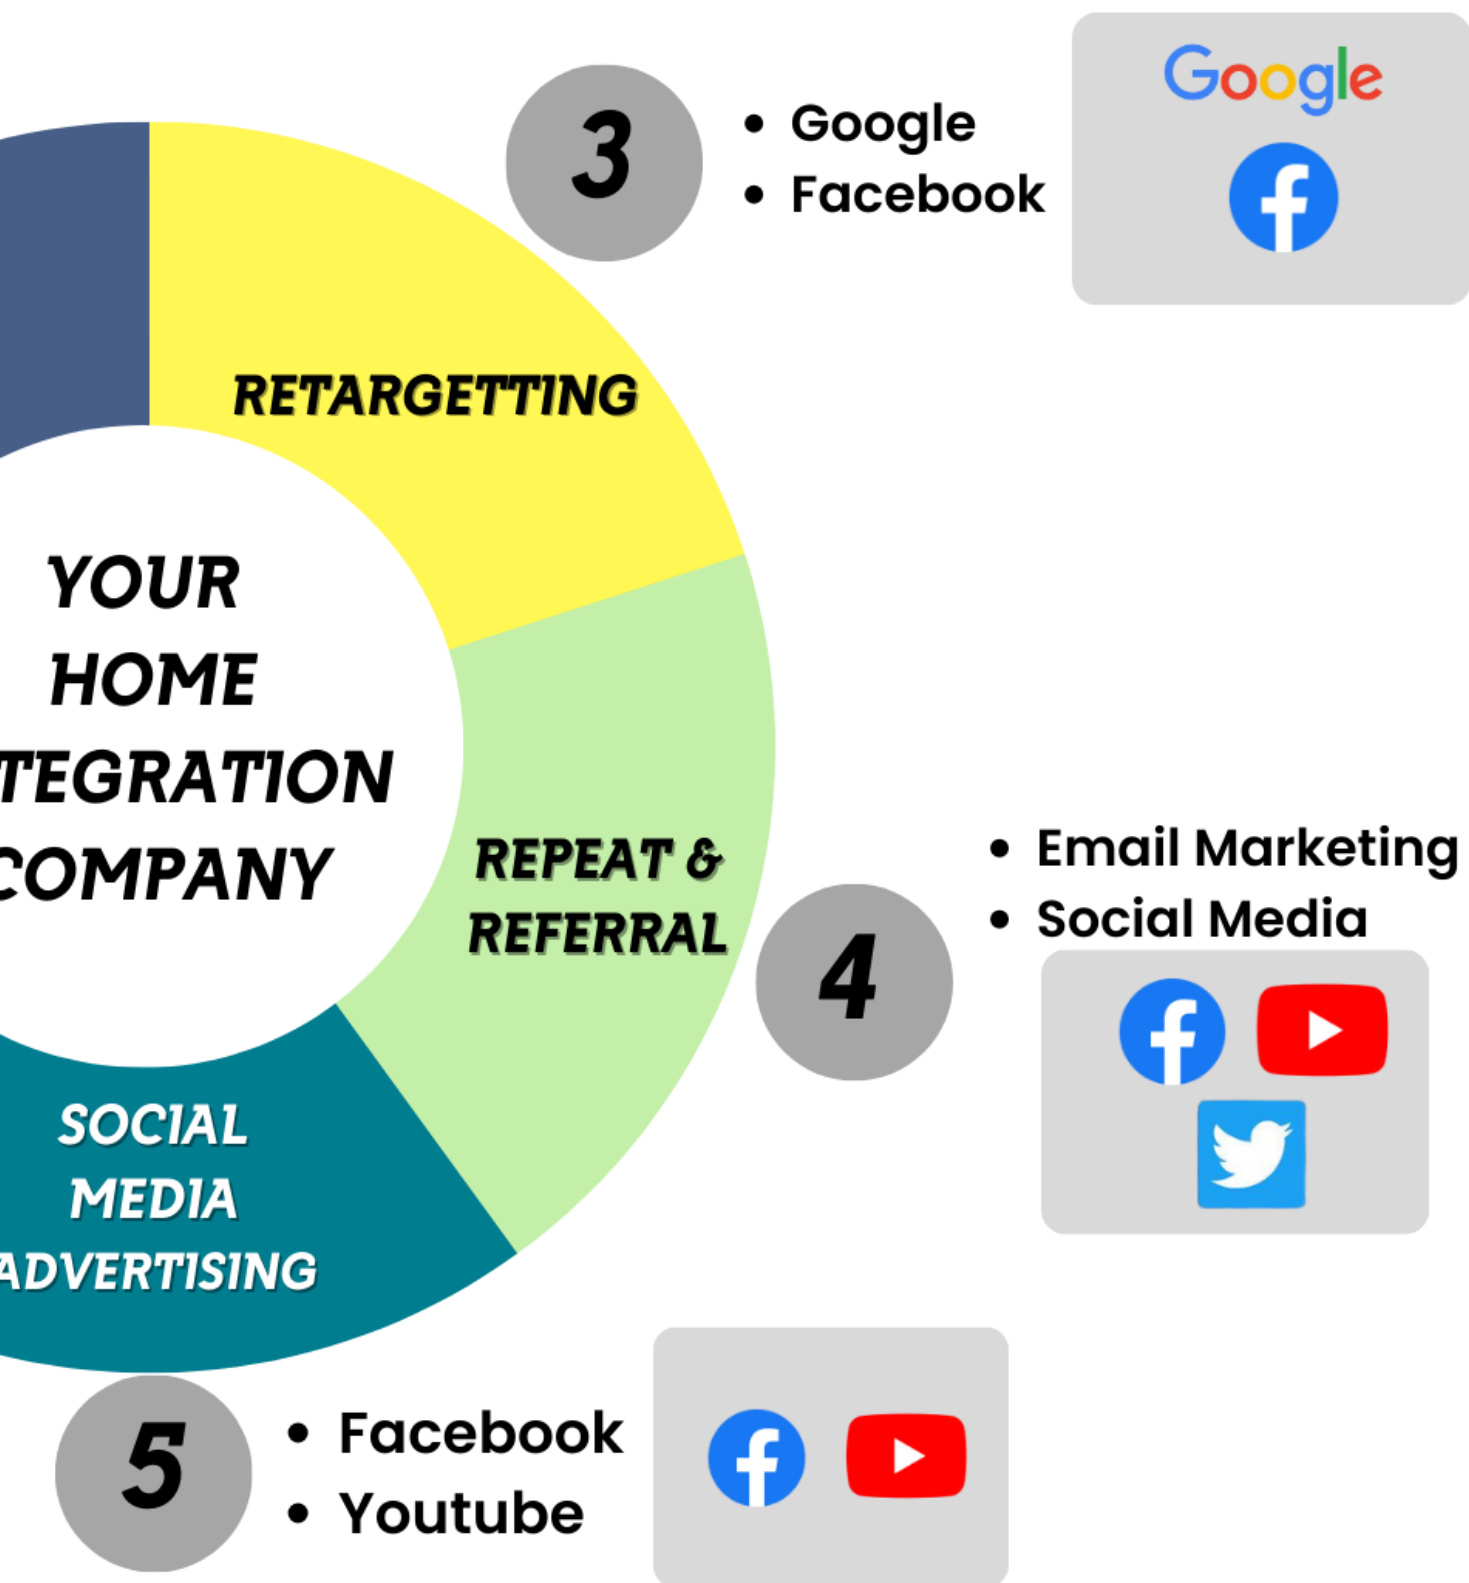 3
Google
Facebook
Google
RETARGETTING
YOUR
HOME
TEGRATION
COMPANY
REPEAT &
REFERRAL
4
Email Marketing
Social Media
SOCIAL
MEDIA
ADVERTISING
5
Facebook
Youtube